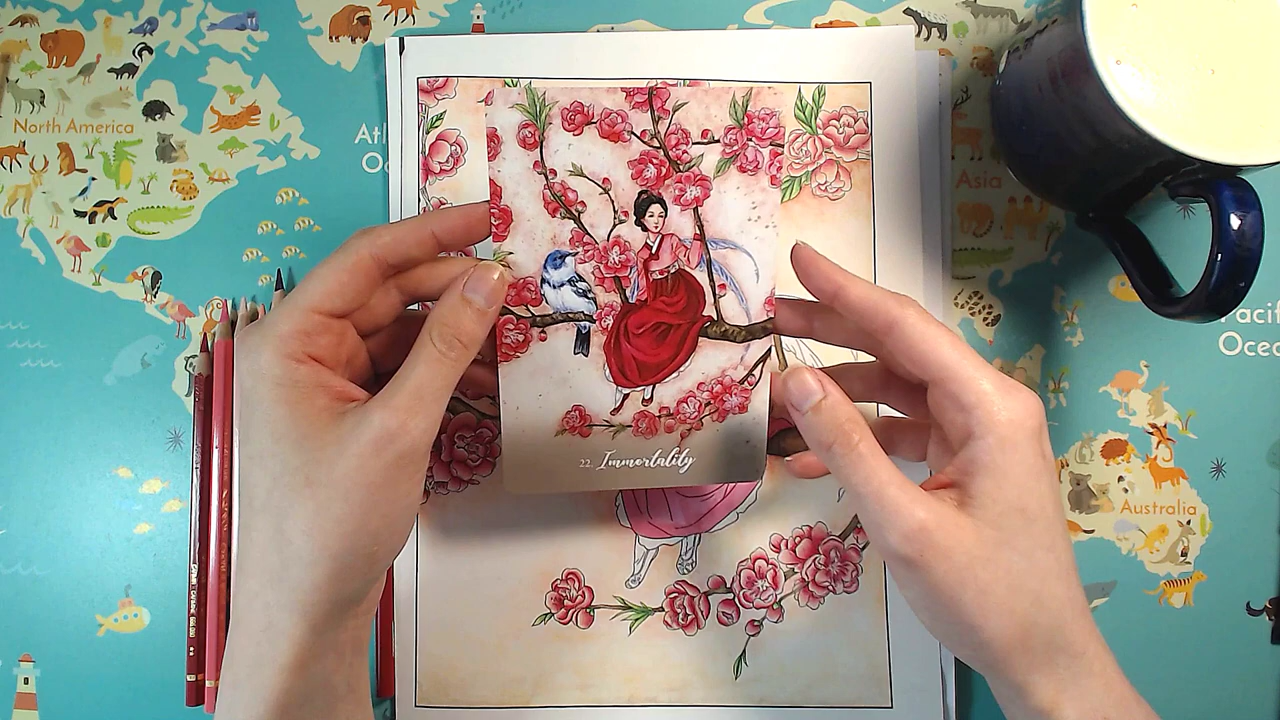 North America
Atl
Oc
Asia
Pacif
Ocea
Australia
22. Immortality